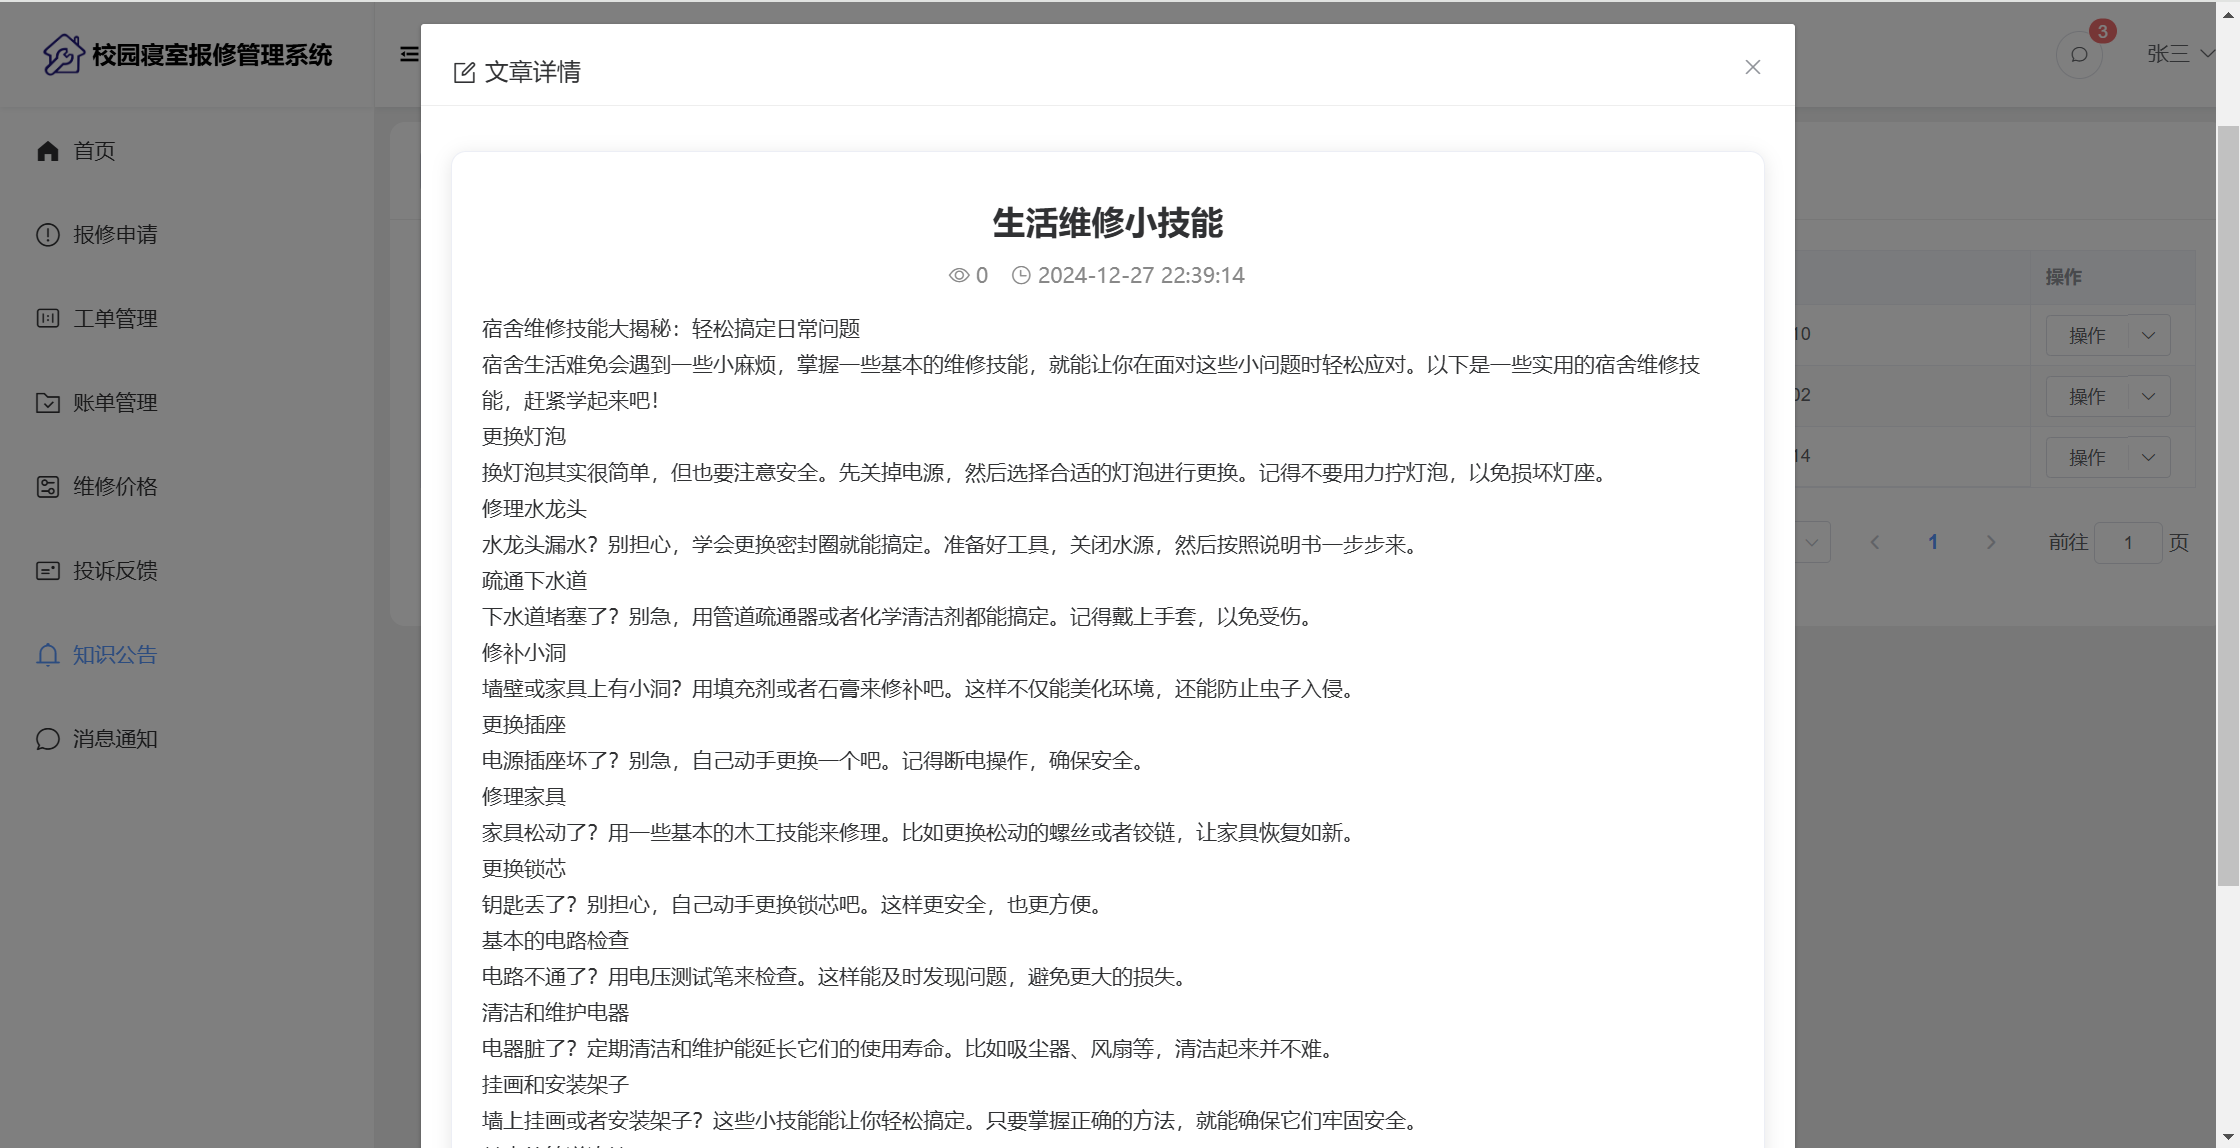 校园寝室报修管理系统
首页
报修申请
工单管理
账单管理
维修价格
投诉反馈
知识公告
消息通知
文章详情
生活维修小技能
0 2024-12-27 22:39:14
宿舍维修技能大揭秘：轻松搞定日常问题
宿舍生活难免会遇到一些小麻烦，掌握一些基本的维修技能，就能让你在面对这些小问题时轻松应对。以下是一些实用的宿舍维修技
能，赶紧学起来吧！
更换灯泡
换灯泡其实很简单，但也要注意安全。先关掉电源，然后选择合适的灯泡进行更换。记得不要用力拧灯泡，以免损坏灯座。
修理水龙头
水龙头漏水？别担心，学会更换密封圈就能搞定。准备好工具，关闭水源，然后按照说明书一步步来。
疏通下水道
下水道堵塞了？别急，用管道疏通器或者化学清洁剂都能搞定。记得戴上手套，以免受伤。
修补小洞
墙壁或家具上有小洞？用填充剂或者石膏来修补吧。这样不仅能美化环境，还能防止虫子入侵。
更换插座
电源插座坏了？别急，自己动手更换一个吧。记得断电操作，确保安全。
修理家具
家具松动了？用一些基本的木工技能来修理。比如更换松动的螺丝或者铰链，让家具恢复如新。
更换锁芯
钥匙丢了？别担心，自己动手更换锁芯吧。这样更安全，也更方便。
基本的电路检查
电路不通了？用电压测试笔来检查。这样能及时发现问题，避免更大的损失。
清洁和维护电器
电器脏了？定期清洁和维护能延长它们的使用寿命。比如吸尘器、风扇等，清洁起来并不难。
挂画和安装架子
墙上挂画或者安装架子？这些小技能能让你轻松搞定。只要掌握正确的方法，就能确保它们牢固安全。
3
张三
操作
10 操作
02 操作
14 操作
1 前往 1 页